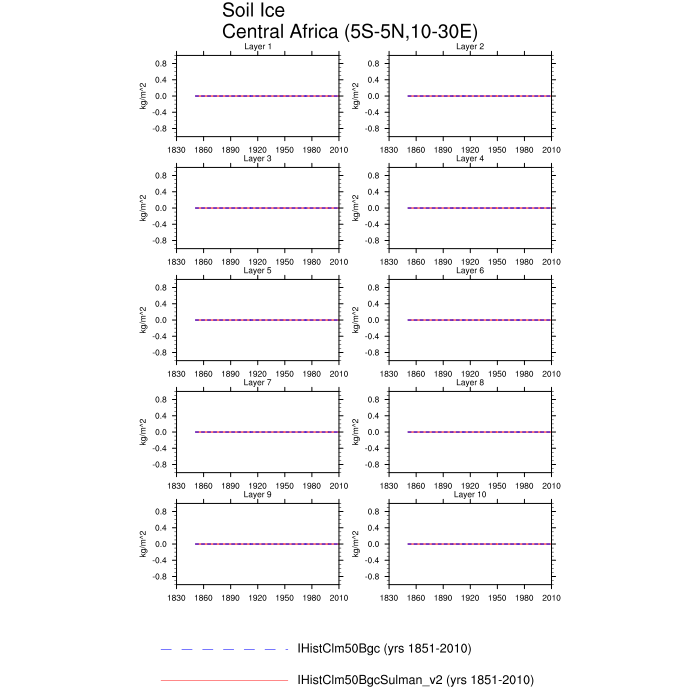 Soil Ice
Central Africa (5S-5N,10-30E)
Layer 1
Layer 2
kg/m^2
0.8
0.4
0.0
-0.4
-0.8
1830 1860 1890 1920 1950 1980 2010
kg/m^2
0.8
0.4
0.0
-0.4
-0.8
1830 1860 1890 1920 1950 1980 2010
Layer 3
Layer 4
kg/m^2
0.8
0.4
0.0
-0.4
-0.8
1830 1860 1890 1920 1950 1980 2010
kg/m^2
0.8
0.4
0.0
-0.4
-0.8
1830 1860 1890 1920 1950 1980 2010
Layer 5
Layer 6
kg/m^2
0.8
0.4
0.0
-0.4
-0.8
1830 1860 1890 1920 1950 1980 2010
kg/m^2
0.8
0.4
0.0
-0.4
-0.8
1830 1860 1890 1920 1950 1980 2010
Layer 7
Layer 8
kg/m^2
0.8
0.4
0.0
-0.4
-0.8
1830 1860 1890 1920 1950 1980 2010
kg/m^2
0.8
0.4
0.0
-0.4
-0.8
1830 1860 1890 1920 1950 1980 2010
Layer 9
Layer 10
kg/m^2
0.8
0.4
0.0
-0.4
-0.8
1830 1860 1890 1920 1950 1980 2010
kg/m^2
0.8
0.4
0.0
-0.4
-0.8
1830 1860 1890 1920 1950 1980 2010
IHistClm50Bgc (yrs 1851-2010)
IHistClm50BgcSulman_v2 (yrs 1851-2010)